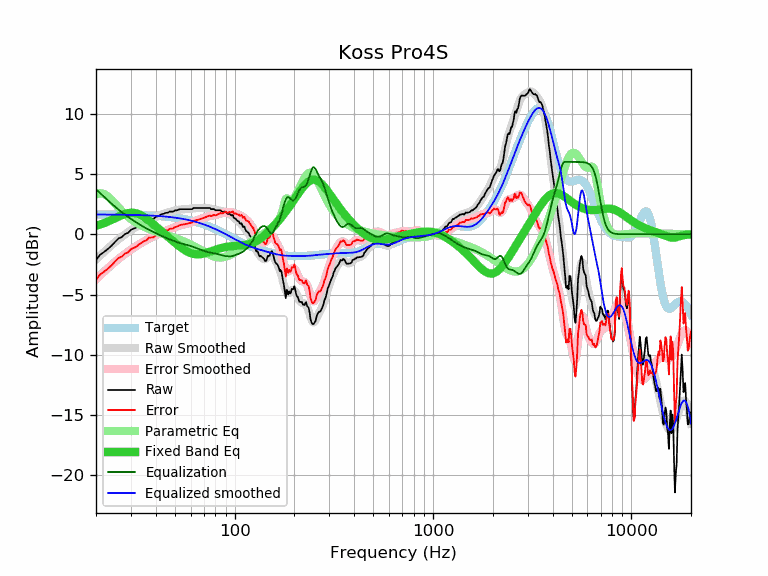 Koss Pro4S
Amplitude (dBr)
10
5
0
−5
−10
−15
−20
Target
Raw Smoothed
Error Smoothed
Raw
Error
Parametric Eq
Fixed Band Eq
Equalization
Equalized smoothed
100
1000
10000
Frequency (Hz)